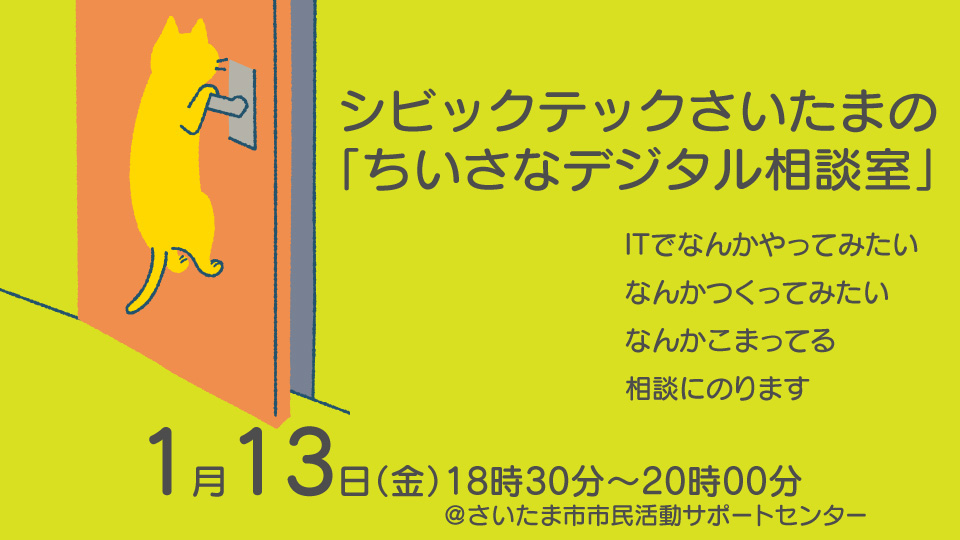 シビックテックさいたまの
「ちいさなデジタル相談室」
ITでなんかやってみたい
なんかつくってみたい
なんかこまってる
相談にのります
1月13日(金)18時30分～20時00分
@さいたま市市民活動サポートセンター